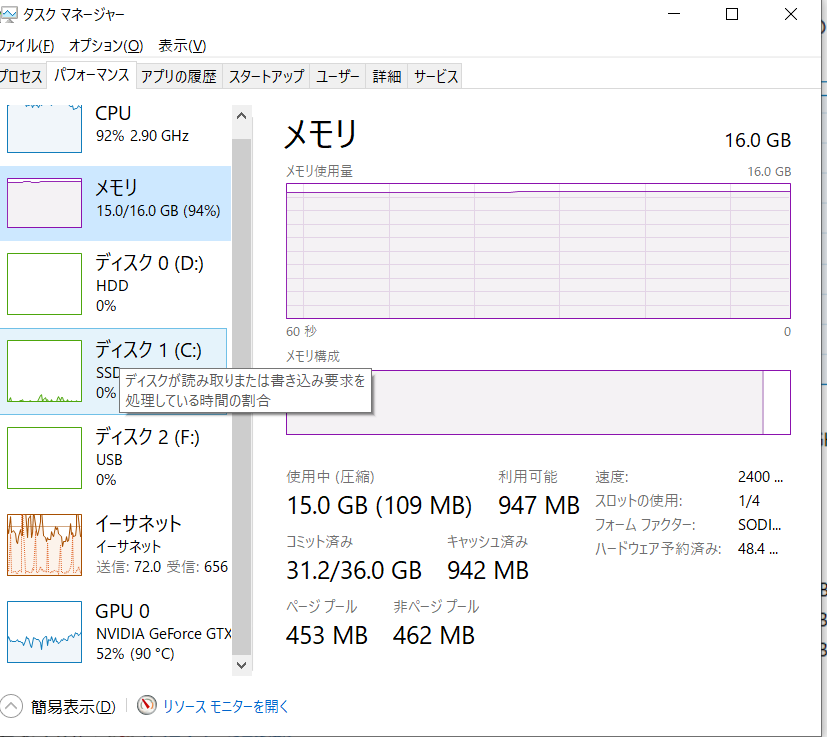 タスク マネージャー
ファイル(F) オプション(O) 表示(V)
プロセス パフォーマンス アプリの履歴 スタートアップ ユーザー 詳細 サービス
CPU
92% 2.90 GHz
メモリ
15.0/16.0 GB (94%)
ディスク 0 (D:)
HDD
0%
ディスク 1 (C:)
SSD
0%
ディスクが読み取りまたは書き込み要求を
処理している時間の割合
ディスク 2 (F:)
USB
0%
イーサネット
イーサネット
送信: 72.0 受信: 656
GPU 0
NVIDIA GeForce GTX
52% (90 °C)
メモリ
16.0 GB
メモリ使用量
16.0 GB
60 秒
0
メモリ構成
使用中 (圧縮)
15.0 GB (109 MB)
利用可能
947 MB
コミット済み
31.2/36.0 GB
キャッシュ済み
942 MB
ページ プール
453 MB
非ページ プール
462 MB
速度: 2400 ...
スロットの使用: 1/4
フォーム ファクター: SODI...
ハードウェア予約済み: 48.4 ...
簡易表示(D)
リソース モニターを開く